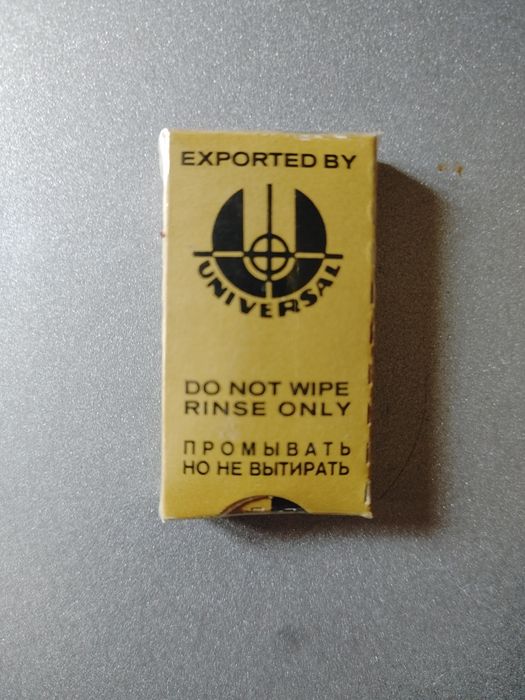 EXPORTED BY
UNIVERSAL
DO NOT WIPE
RINSE ONLY
ПРОМЫВАТЬ
НО НЕ ВЫТИРАТЬ